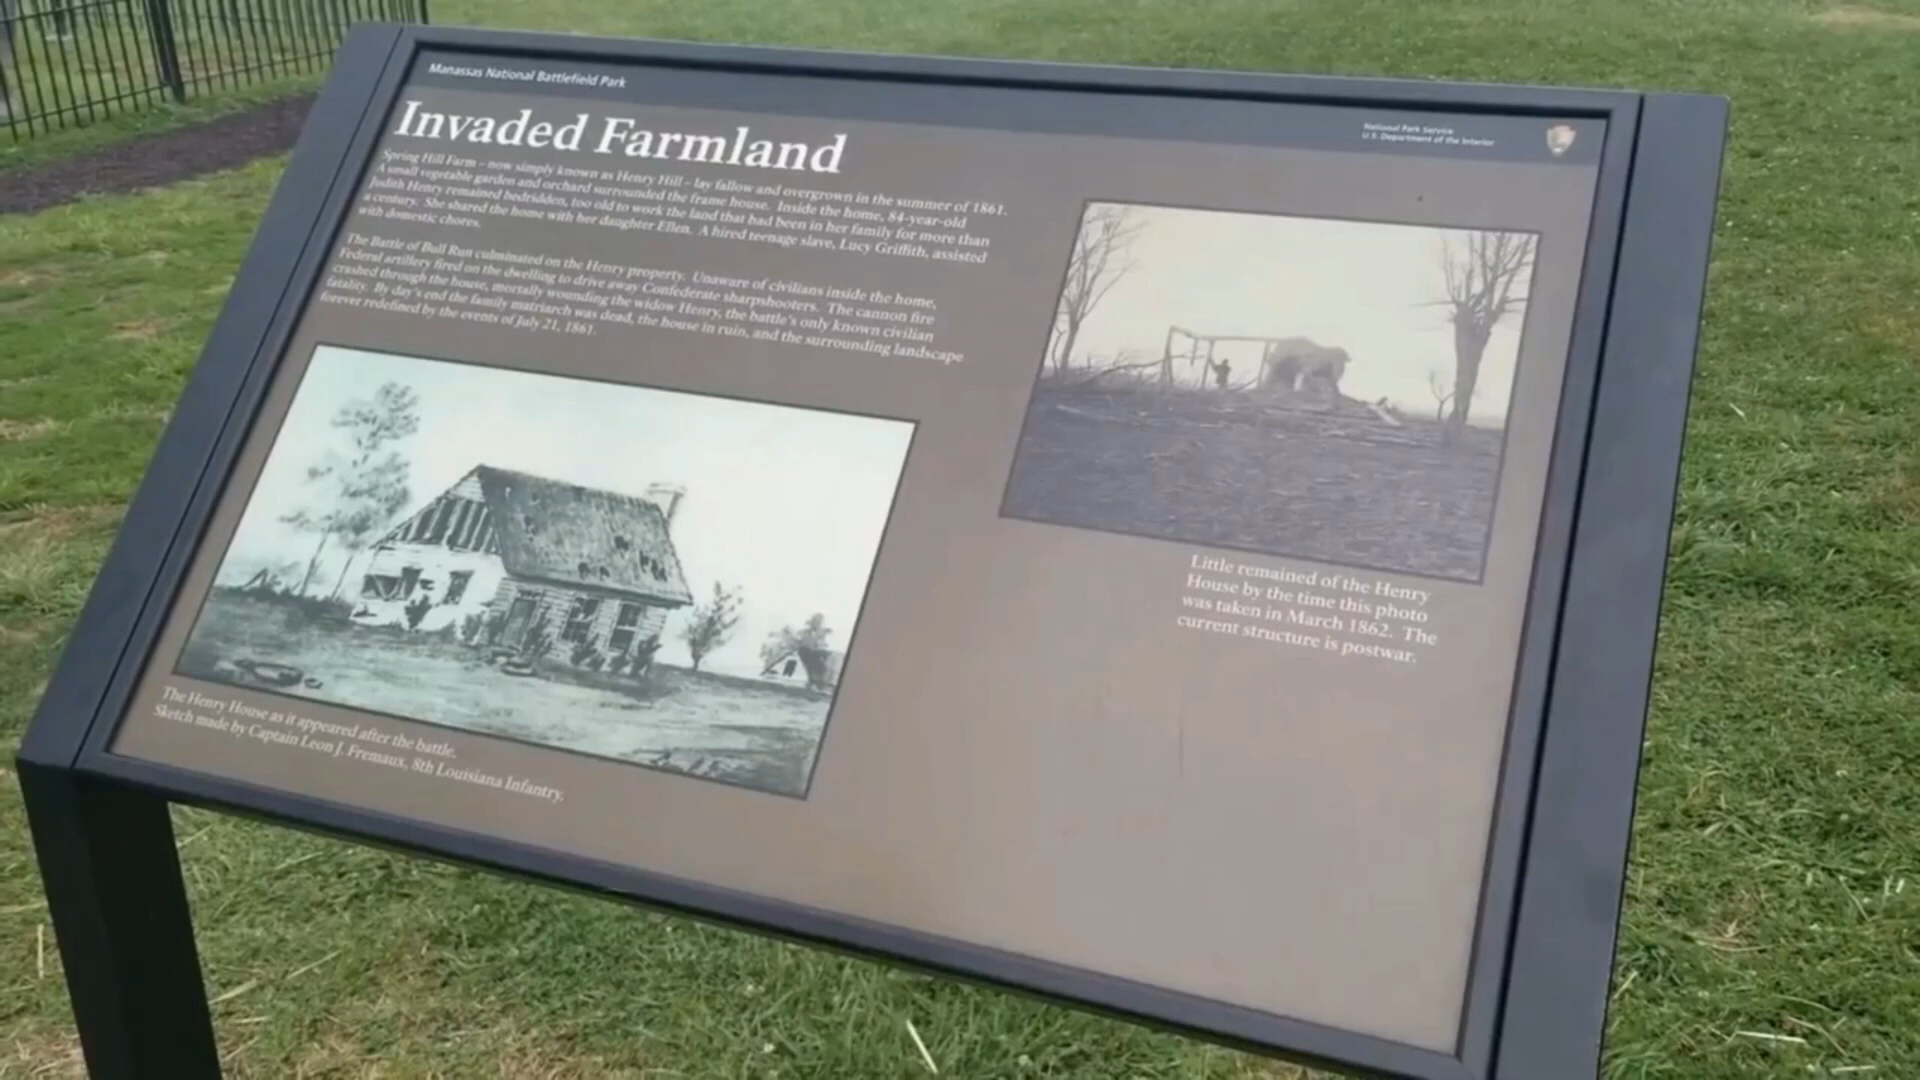 Manassas National Battlefield Park
National Park Service
U.S. Department of the Interior
Invaded Farmland
Spring Hill Farm – now simply known as Henry Hill – lay fallow and overgrown in the summer of 1861.
A small vegetable garden and orchard surrounded the frame house. Inside the home, 84-year-old
Judith Henry remained bedridden, too old to work the land that had been in her family for more than
a century. She shared the home with her daughter Ellen. A hired teenage slave, Lucy Griffith, assisted
with domestic chores.
The Battle of Bull Run culminated on the Henry property. Unaware of civilians inside the home,
Federal artillery fired on the dwelling to drive away Confederate sharpshooters. The cannon fire
crashed through the house, mortally wounding the widow Henry, the battle's only known civilian
fatality. By day's end the family matriarch was dead, the house in ruin, and the surrounding landscape
forever redefined by the events of July 21, 1861.
Little remained of the Henry
House by the time this photo
was taken in March 1862. The
current structure is postwar.
The Henry House as it appeared after the battle.
Sketch made by Captain Leon J. Fremaux, 8th Louisiana Infantry.